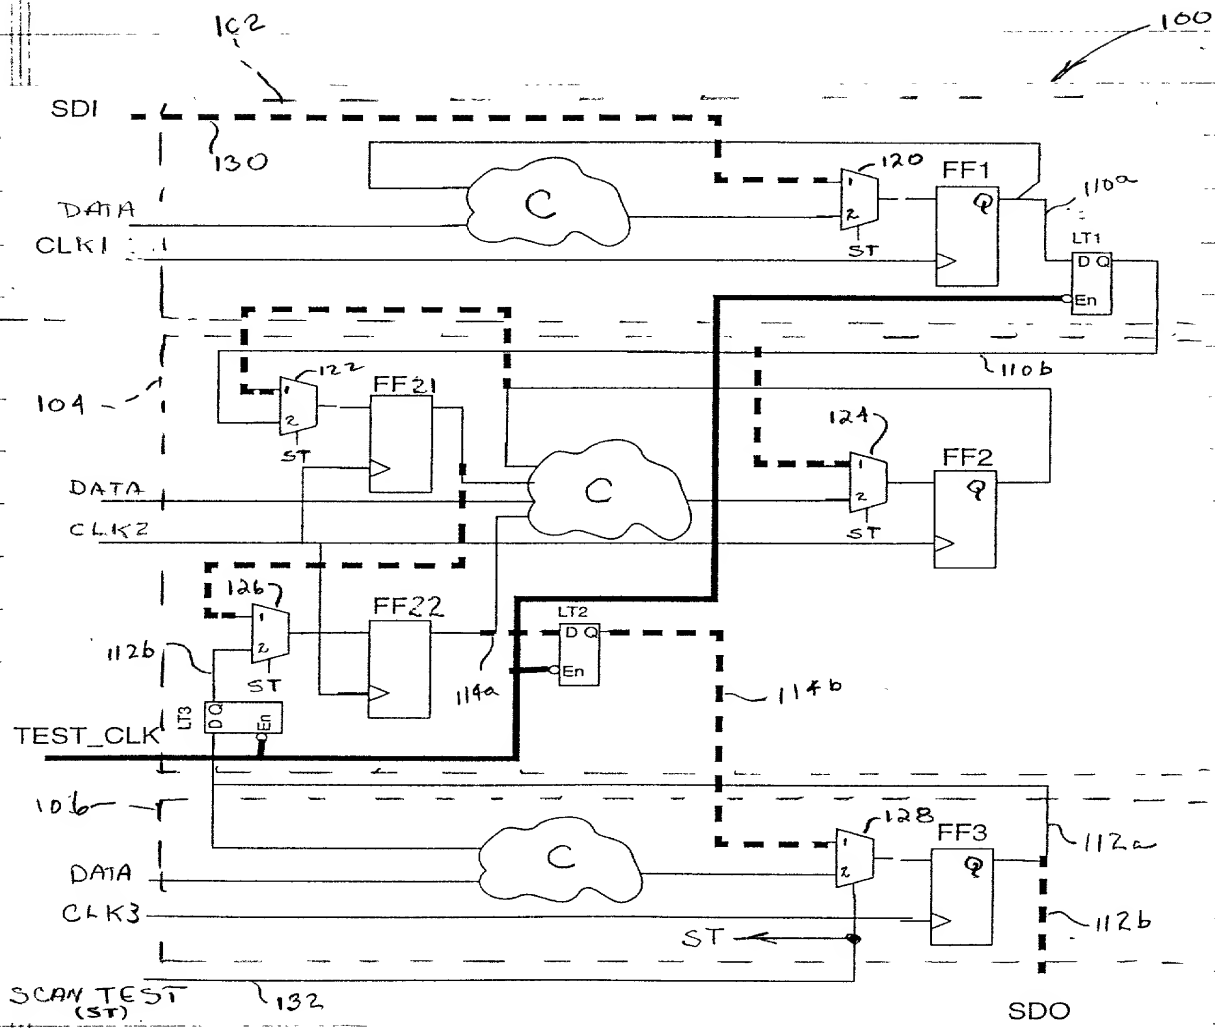 102
100
SDI
130
120
FF1
C
1
Q
110a
DATA
2
CLK1
ST
LT1
D Q
En
122
110b
104
1
FF21
124
2
FF2
ST
1
Q
DATA
C
2
CLK2
ST
126
FF22
LT2
1
D Q
112b
2
En
ST
114a
114b
LT3
D Q
En
TEST_CLK
106
128
FF3
C
1
Q
112a
DATA
2
CLK3
112b
ST
SCAN TEST
(ST)
132
SDO